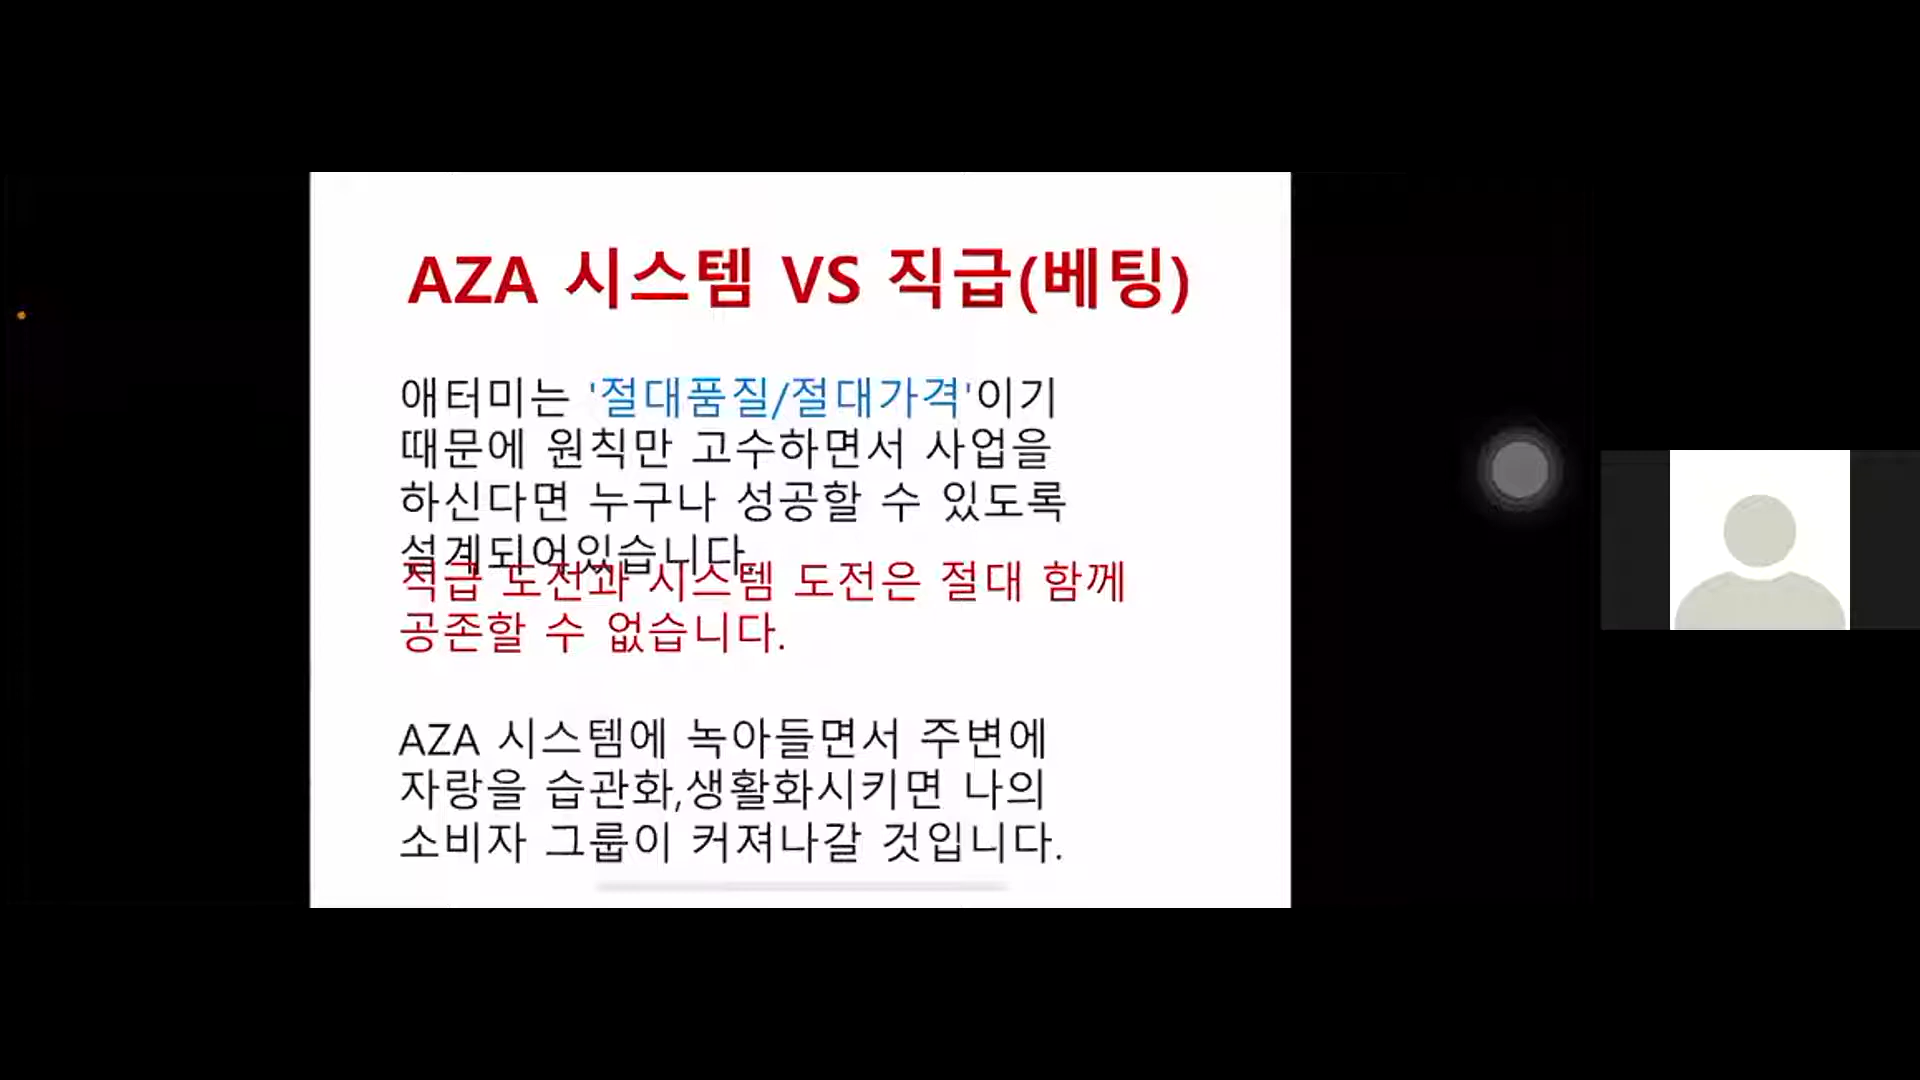 AZA 시스템 VS 직급(베팅)
애터미는 '절대품질/절대가격'이기
때문에 원칙만 고수하면서 사업을
하신다면 누구나 성공할 수 있도록
설계되어있습니다.
직급 도전과 시스템 도전은 절대 함께
공존할 수 없습니다.
AZA 시스템에 녹아들면서 주변에
자랑을 습관화,생활화시키면 나의
소비자 그룹이 커져나갈 것입니다.